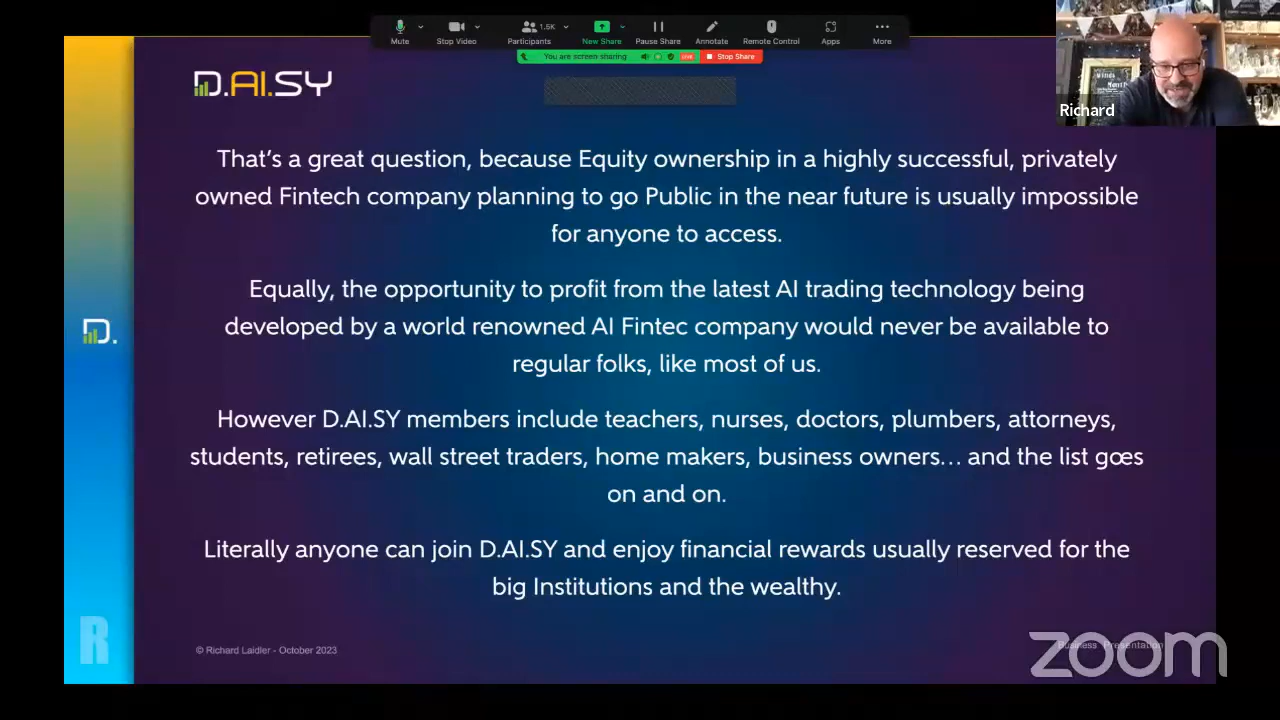 Mute
Stop Video
1.5K
Participants
New Share
Pause Share
Annotate
Remote Control
Apps
More
You are screen sharing
LIVE
Stop Share
Richard
D.AI.SY
That's a great question, because Equity ownership in a highly successful, privately
owned Fintech company planning to go Public in the near future is usually impossible
for anyone to access.
Equally, the opportunity to profit from the latest AI trading technology being
developed by a world renowned AI Fintec company would never be available to
regular folks, like most of us.
D.
However D.AI.SY members include teachers, nurses, doctors, plumbers, attorneys,
students, retirees, wall street traders, home makers, business owners... and the list goes
on and on.
Literally anyone can join D.AI.SY and enjoy financial rewards usually reserved for the
big Institutions and the wealthy.
R
© Richard Laidler - October 2023
Business Presentation
zoom